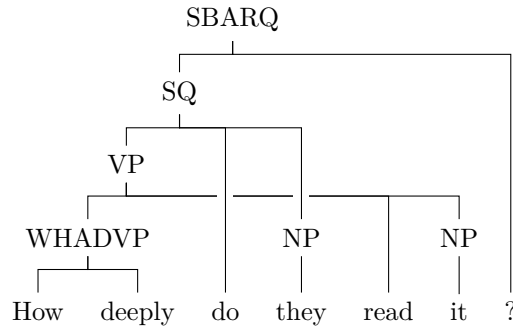 SBARQ
SQ
VP
WHADVP NP NP
How deeply do they read it ?